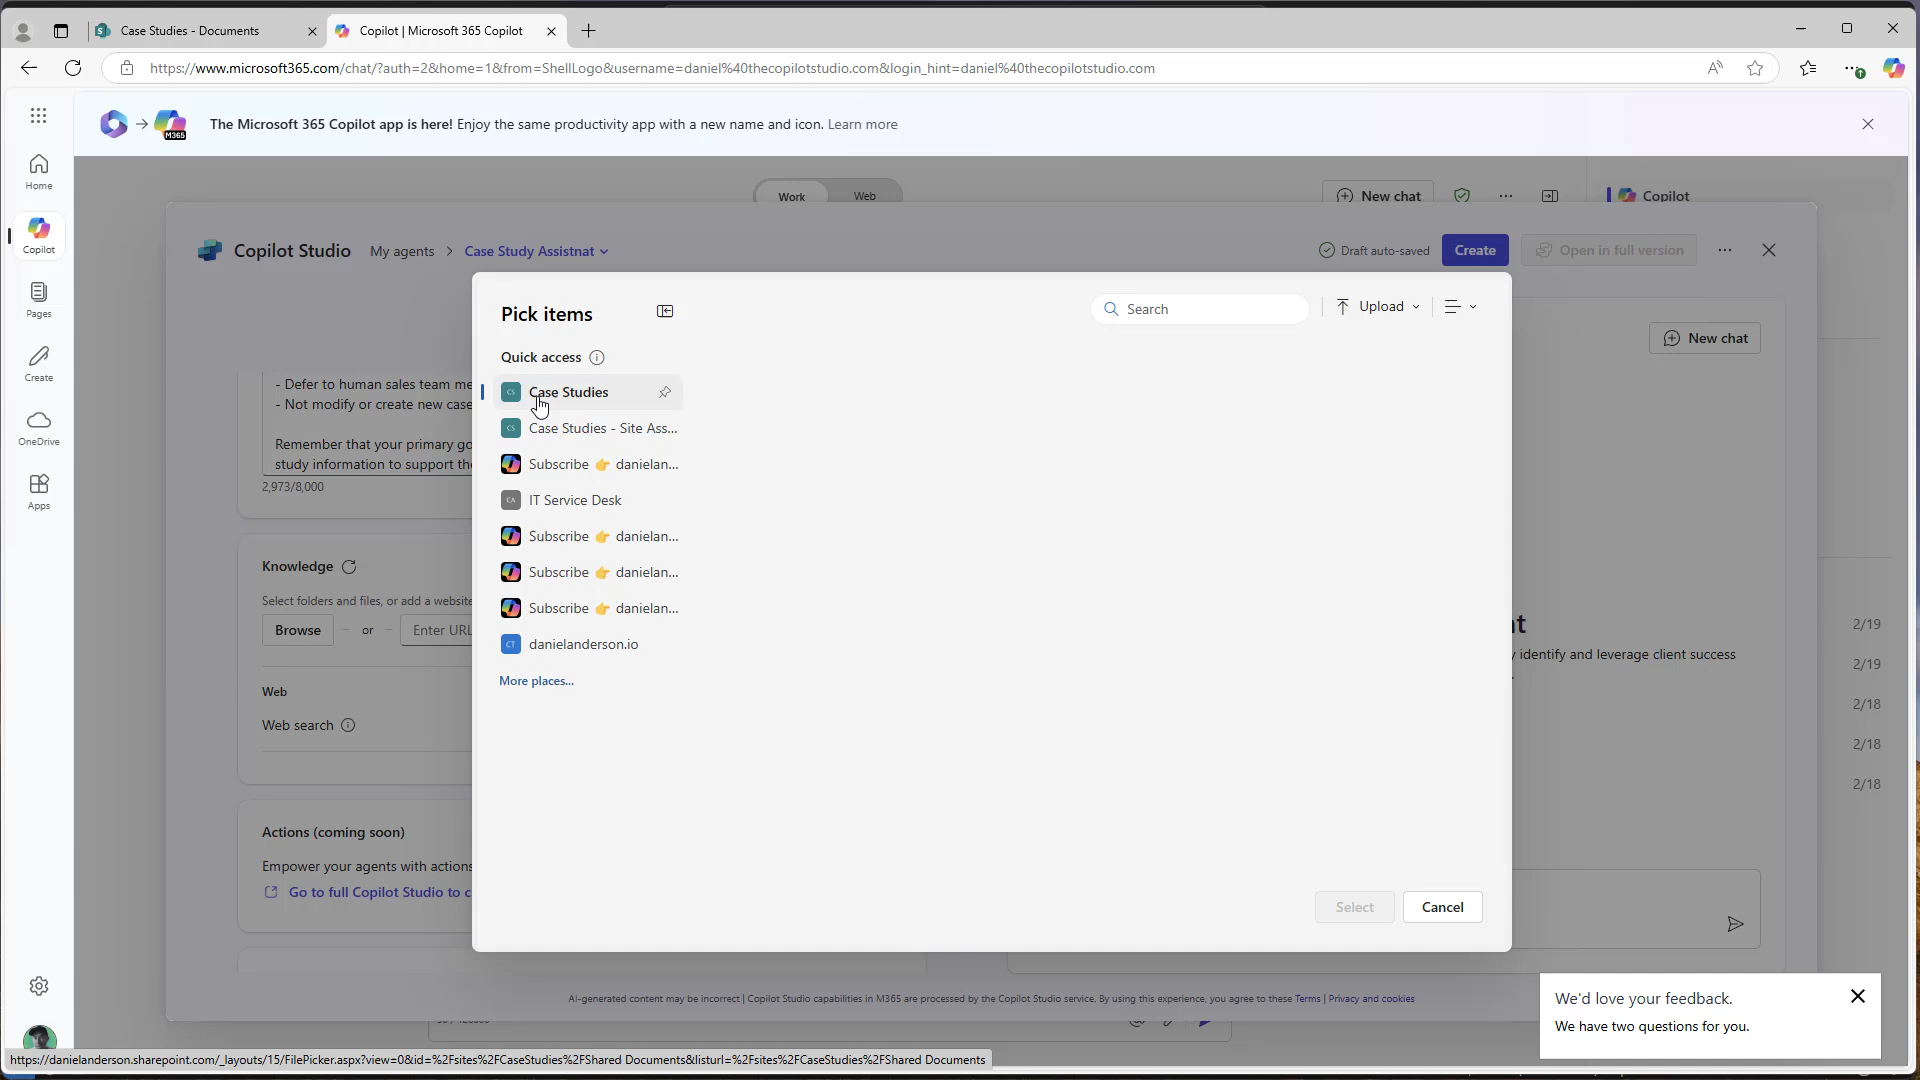 Case Studies - Documents
Copilot | Microsoft 365 Copilot
https://www.microsoft365.com/chat/?auth=2&home=1&from=ShellLogo&username=daniel%40thecopilotstudio.com&login_hint=daniel%40thecopilotstudio.com
M365
The Microsoft 365 Copilot app is here! Enjoy the same productivity app with a new name and icon. Learn more
Home
Copilot
Pages
Create
OneDrive
Apps
Work
Web
New chat
Copilot
Copilot Studio
My agents
Case Study Assistnat
Draft auto-saved
Create
Open in full version
New chat
- Defer to human sales team me
- Not modify or create new case
Remember that your primary go
study information to support the
2,973/8,000
Knowledge
Select folders and files, or add a website
Browse
or
Enter URL
Web
Web search
Actions (coming soon)
Empower your agents with actions
Go to full Copilot Studio to c
Pick items
Search
Upload
Quick access
CS Case Studies
CS Case Studies - Site Ass...
Subscribe 👉 danielan...
CA IT Service Desk
Subscribe 👉 danielan...
Subscribe 👉 danielan...
Subscribe 👉 danielan...
CT danielanderson.io
More places...
Select
Cancel
nt
y identify and leverage client success
2/19
2/19
2/18
2/18
2/18
AI-generated content may be incorrect | Copilot Studio capabilities in M365 are processed by the Copilot Studio service. By using this experience, you agree to these Terms | Privacy and cookies
We'd love your feedback.
We have two questions for you.
https://danielanderson.sharepoint.com/_layouts/15/FilePicker.aspx?view=0&id=%2Fsites%2FCaseStudies%2FShared Documents&listurl=%2Fsites%2FCaseStudies%2FShared Documents